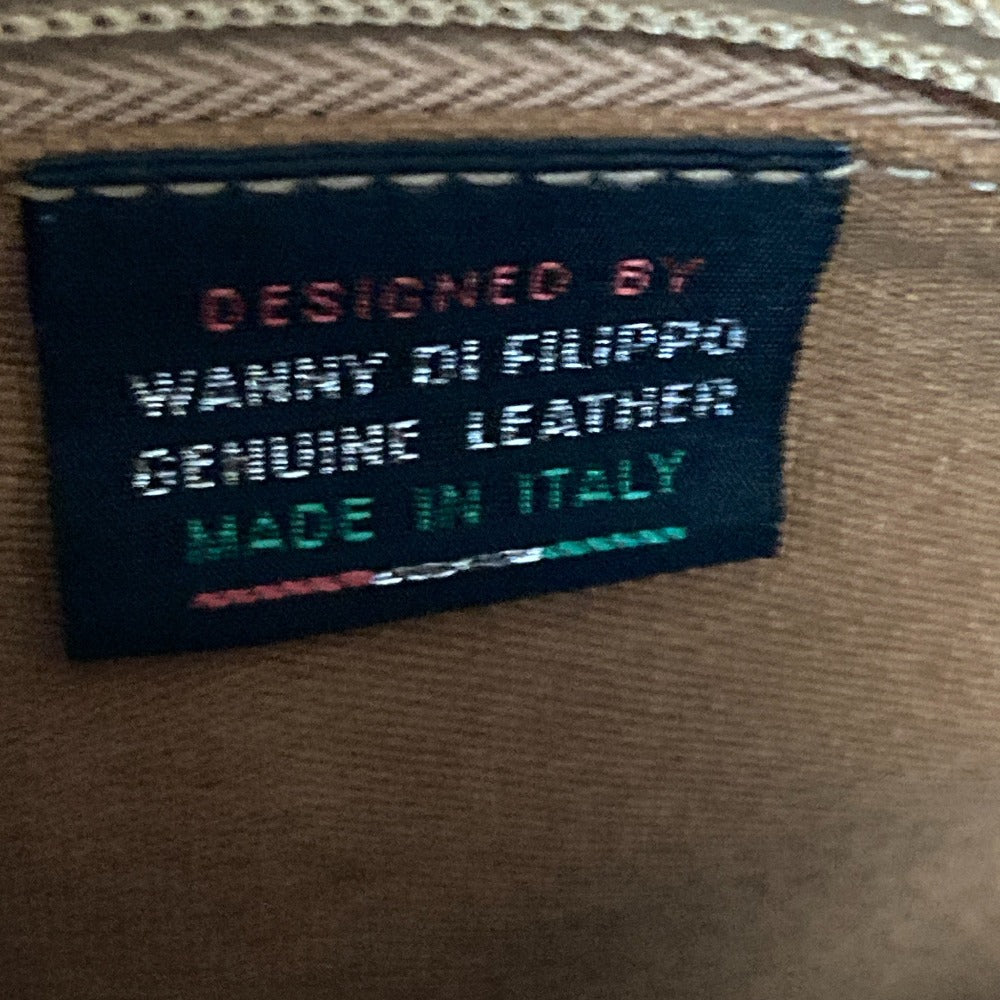 DESIGNED BY
WANNY DI FILIPPO
GENUINE LEATHER
MADE IN ITALY